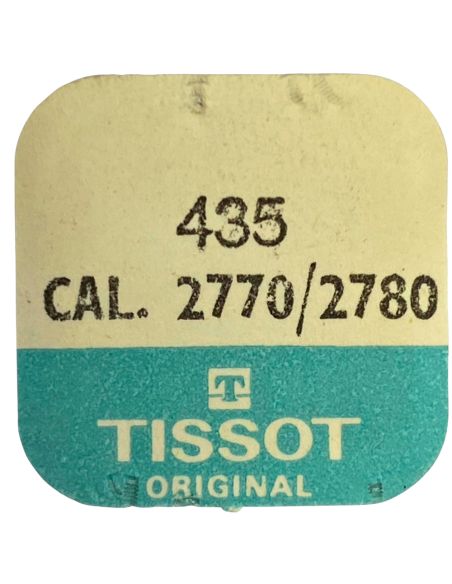 435
CAL. 2770/2780
T
TISSOT
ORIGINAL